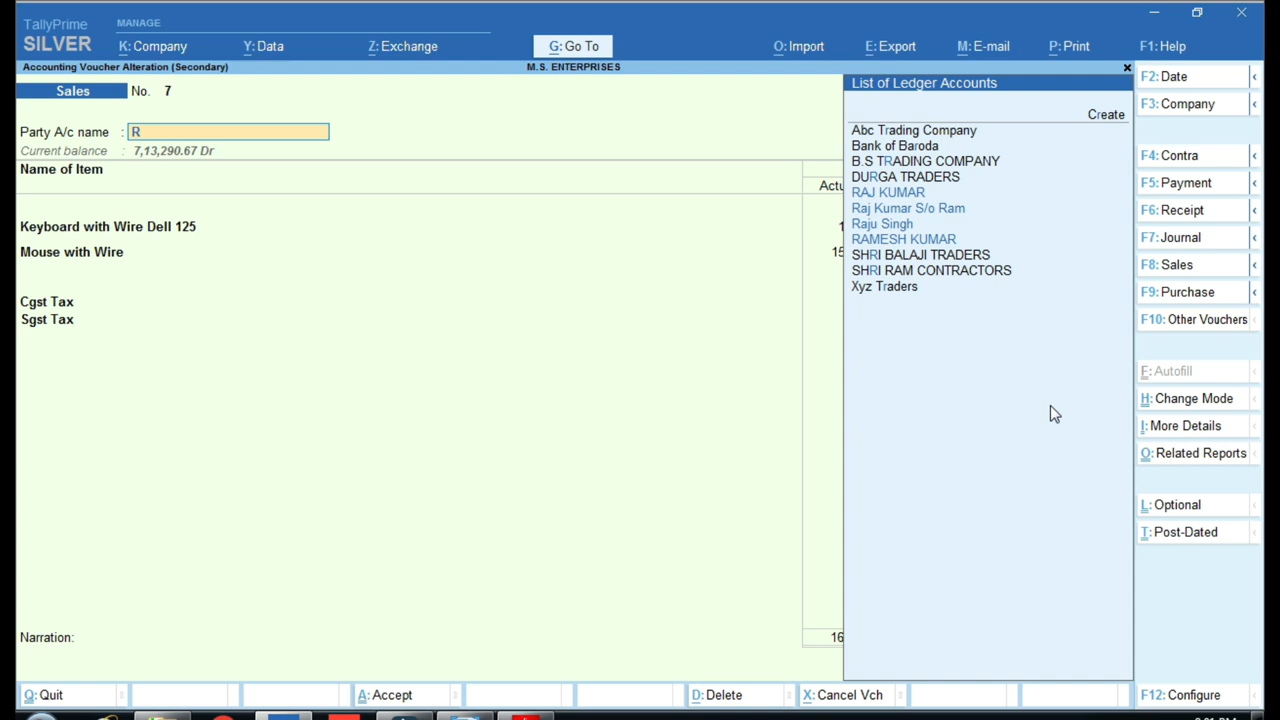 TallyPrime
MANAGE
SILVER
K: Company
Y: Data
Z: Exchange
G: Go To
O: Import
E: Export
M: E-mail
P: Print
F1: Help
Accounting Voucher Alteration (Secondary)
M.S. ENTERPRISES
Sales No. 7
Party A/c name : R
Current balance : 7,13,290.67 Dr
Name of Item
Actu
Keyboard with Wire Dell 125
1
Mouse with Wire
15
Cgst Tax
Sgst Tax
Narration:
16
List of Ledger Accounts
Create
Abc Trading Company
Bank of Baroda
B.S TRADING COMPANY
DURGA TRADERS
RAJ KUMAR
Raj Kumar S/o Ram
Raju Singh
RAMESH KUMAR
SHRI BALAJI TRADERS
SHRI RAM CONTRACTORS
Xyz Traders
F2: Date
F3: Company
F4: Contra
F5: Payment
F6: Receipt
F7: Journal
F8: Sales
F9: Purchase
F10: Other Vouchers
F: Autofill
H: Change Mode
I: More Details
O: Related Reports
L: Optional
T: Post-Dated
Q: Quit
A: Accept
D: Delete
X: Cancel Vch
F12: Configure